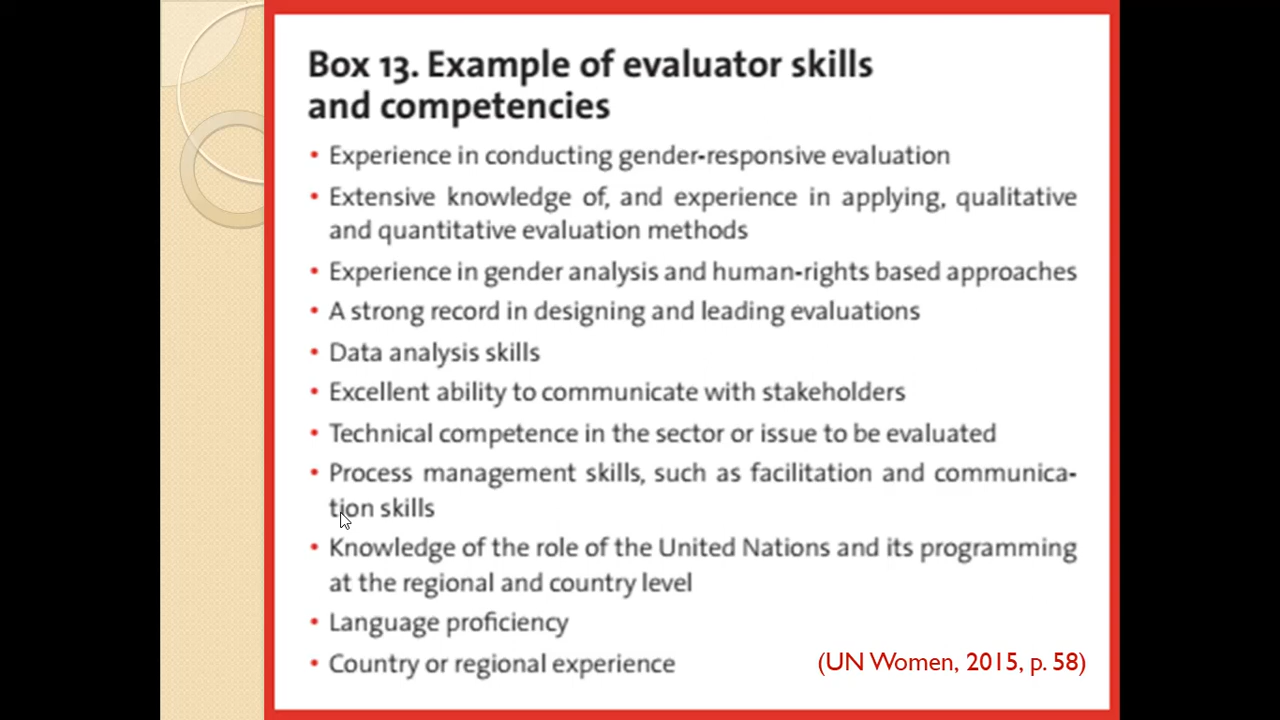 Box 13. Example of evaluator skills
and competencies
• Experience in conducting gender-responsive evaluation
• Extensive knowledge of, and experience in applying, qualitative
and quantitative evaluation methods
• Experience in gender analysis and human-rights based approaches
• A strong record in designing and leading evaluations
• Data analysis skills
• Excellent ability to communicate with stakeholders
• Technical competence in the sector or issue to be evaluated
• Process management skills, such as facilitation and communica-
tion skills
• Knowledge of the role of the United Nations and its programming
at the regional and country level
• Language proficiency
• Country or regional experience
(UN Women, 2015, p. 58)